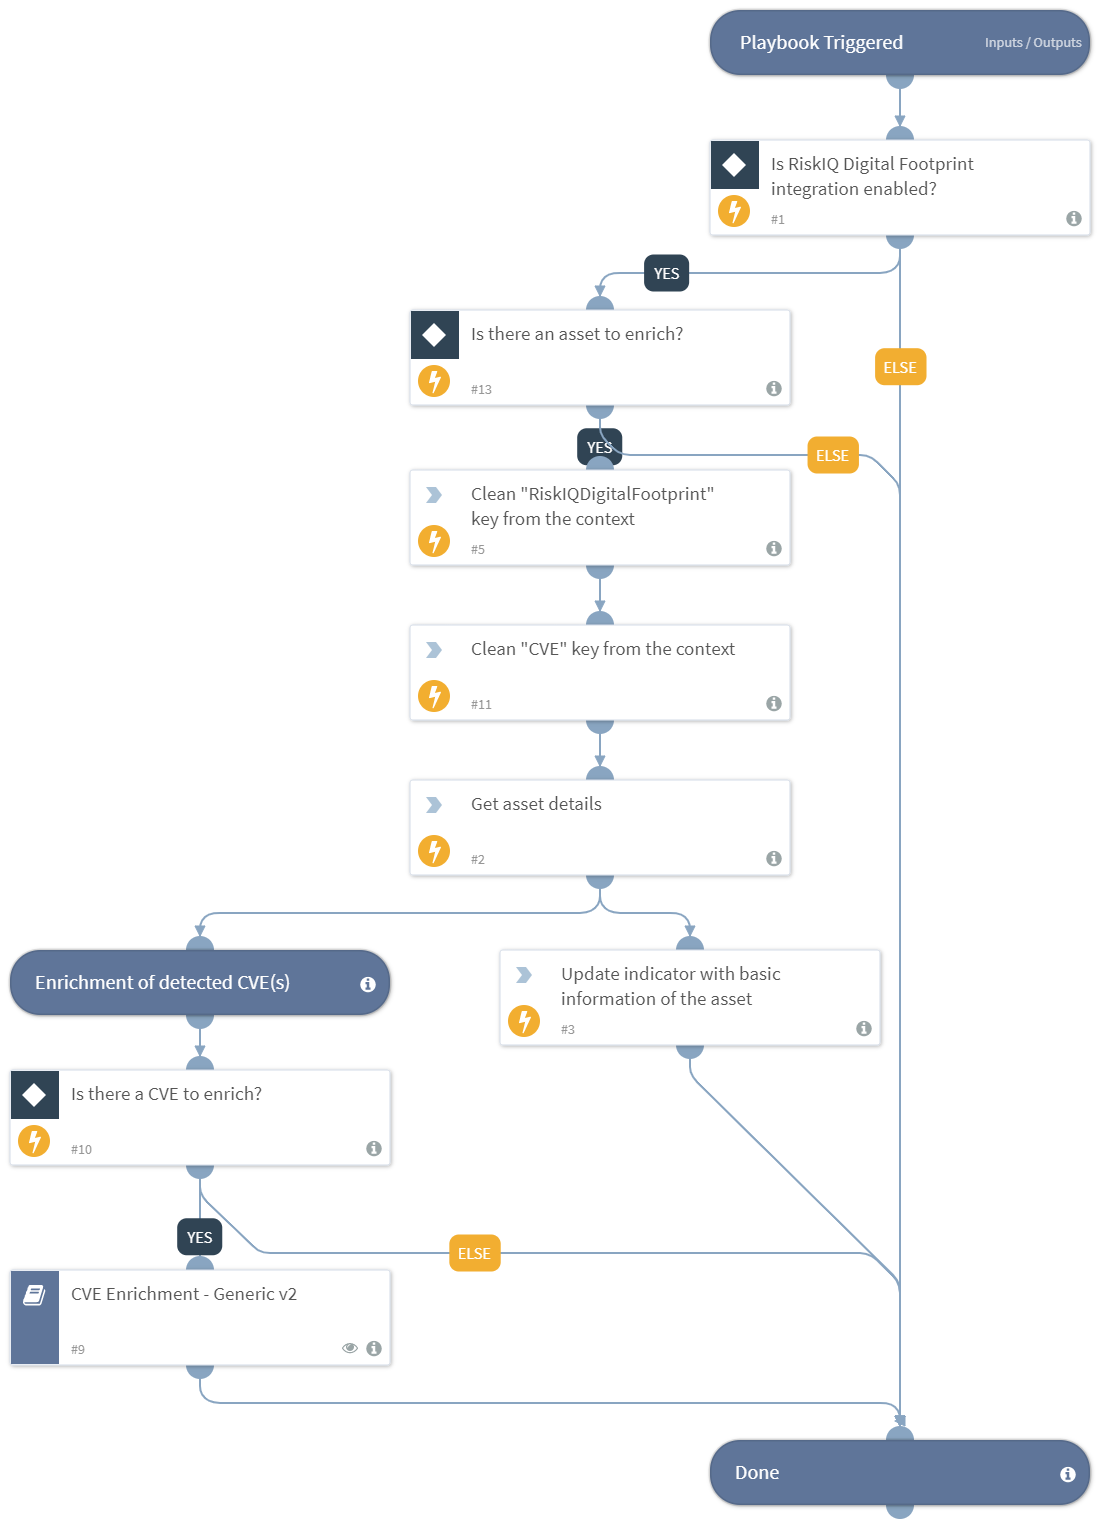 Playbook Triggered
Inputs / Outputs
Is RiskIQ Digital Footprint
integration enabled?
#1
YES
ELSE
Is there an asset to enrich?
#13
YES
ELSE
Clean "RiskIQDigitalFootprint"
key from the context
#5
Clean "CVE" key from the context
#11
Get asset details
#2
Enrichment of detected CVE(s)
Update indicator with basic
information of the asset
#3
Is there a CVE to enrich?
#10
YES
ELSE
CVE Enrichment - Generic v2
#9
Done